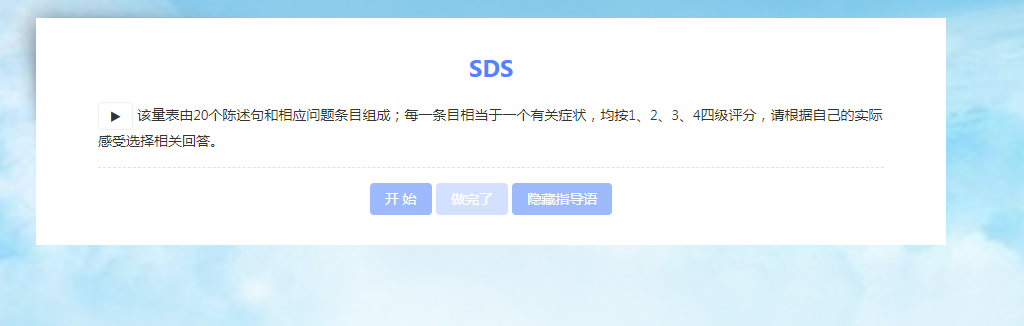 SDS
该量表由20个陈述句和相应问题条目组成；每一条目相当于一个有关症状，均按1、2、3、4四级评分，请根据自己的实际
感受选择相关回答。
开 始 做完了 隐藏指导语